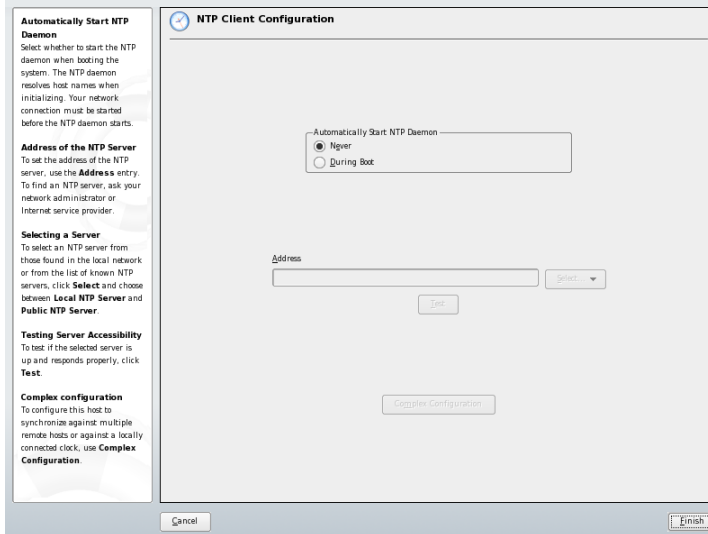 Automatically Start NTP
Daemon
Select whether to start the NTP
daemon when booting the
system. The NTP daemon
resolves host names when
initializing. Your network
connection must be started
before the NTP daemon starts.
Address of the NTP Server
To set the address of the NTP
server, use the Address entry.
To find an NTP server, ask your
network administrator or
Internet service provider.
Selecting a Server
To select an NTP server from
those found in the local network
or from the list of known NTP
servers, click Select and choose
between Local NTP Server and
Public NTP Server.
Testing Server Accessibility
To test if the selected server is
up and responds properly, click
Test.
Complex configuration
To configure this host to
synchronize against multiple
remote hosts or against a locally
connected clock, use Complex
Configuration.
NTP Client Configuration
Automatically Start NTP Daemon
Never
During Boot
Address
Select...
Test
Complex Configuration
Cancel
Finish